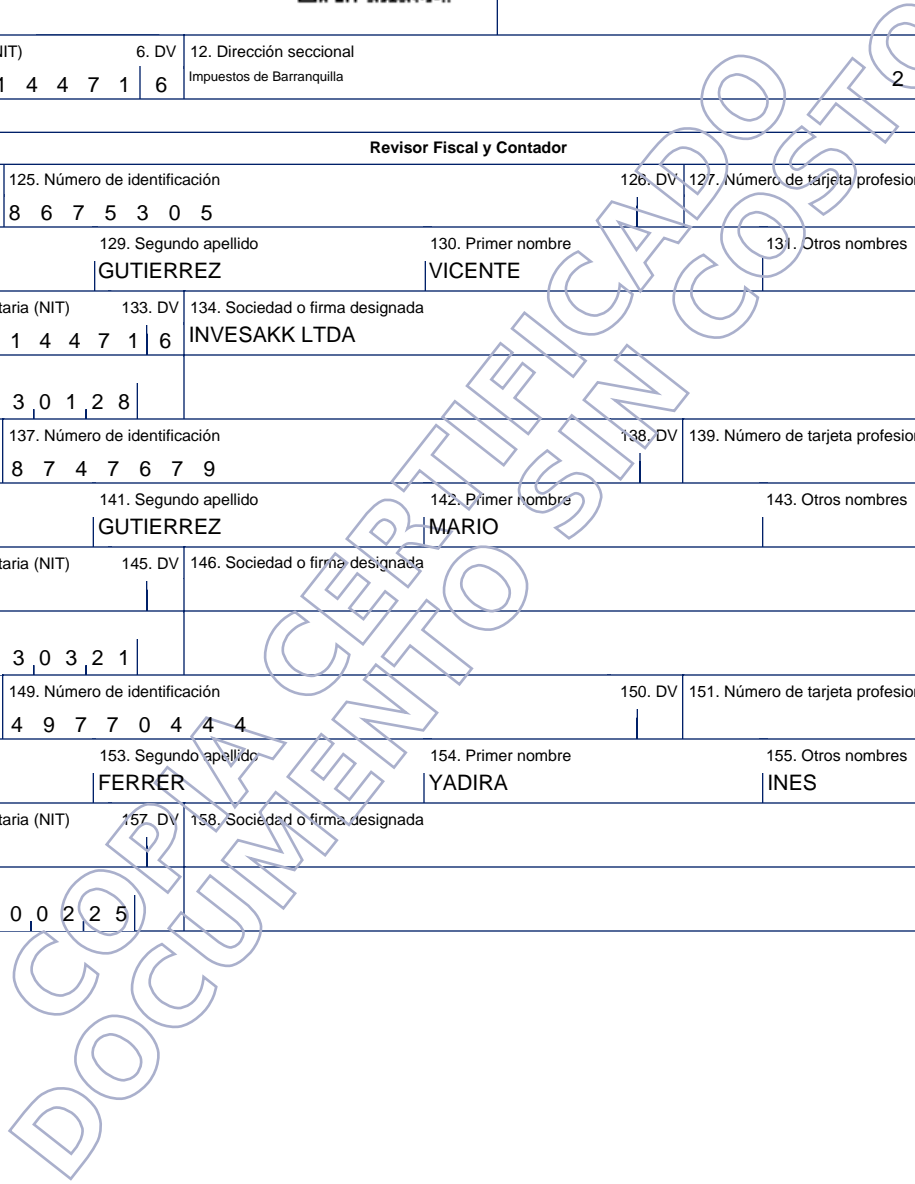 NIT) 6. DV 12. Dirección seccional
1 4 4 7 1 6 Impuestos de Barranquilla 2
Revisor Fiscal y Contador
125. Número de identificación 126. DV 127. Número de tarjeta profesion
8 6 7 5 3 0 5
129. Segundo apellido 130. Primer nombre 131. Otros nombres
GUTIERREZ VICENTE
taria (NIT) 133. DV 134. Sociedad o firma designada
1 4 4 7 1 6 INVESAKK LTDA
3 0 1 2 8
137. Número de identificación 138. DV 139. Número de tarjeta profesion
8 7 4 7 6 7 9
141. Segundo apellido 142. Primer nombre 143. Otros nombres
GUTIERREZ MARIO
taria (NIT) 145. DV 146. Sociedad o firma designada
3 0 3 2 1
149. Número de identificación 150. DV 151. Número de tarjeta profesion
4 9 7 7 0 4 4 4
153. Segundo apellido 154. Primer nombre 155. Otros nombres
FERRER YADIRA INES
taria (NIT) 157. DV 158. Sociedad o firma designada
0 0 2 2 5
COPIA CERTIFICADO
DOCUMENTO SIN COSTO